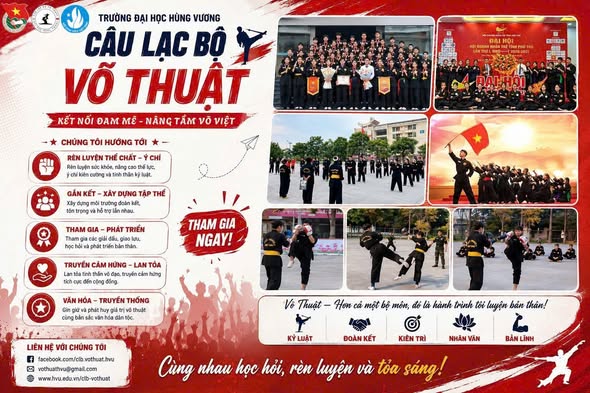 TRƯỜNG ĐẠI HỌC HÙNG VƯƠNG
CÂU LẠC BỘ
VÕ THUẬT
KẾT NỐI ĐAM MÊ - NÂNG TẦM VÕ VIỆT
CHÚNG TÔI HƯỚNG TỚI
RÈN LUYỆN THỂ CHẤT – Ý CHÍ
Rèn luyện sức khỏe, nâng cao thể lực,
ý chí kiên cường và tinh thần kỷ luật.
GẮN KẾT – XÂY DỰNG TẬP THỂ
Xây dựng môi trường đoàn kết,
tôn trọng và hỗ trợ lẫn nhau.
THAM GIA – PHÁT TRIỂN
Tham gia các giải đấu, giao lưu,
học hỏi và phát triển bản thân.
TRUYỀN CẢM HỨNG – LAN TỎA
Lan tỏa tinh thần võ đạo, truyền cảm hứng
tích cực đến cộng đồng.
VĂN HÓA – TRUYỀN THỐNG
Gìn giữ và phát huy giá trị võ thuật
cùng bản sắc văn hóa dân tộc.
THAM GIA
NGAY!
LIÊN HỆ VỚI CHÚNG TÔI
facebook.com/clb.vothuat.hvu
vothuathvu@gmail.com
www.hvu.edu.vn/clb-vothuat
ĐẠI HỘI
ĐẠI HỘI
Võ Thuật — Hơn cả một bộ môn, đó là hành trình tôi luyện bản thân!
KỶ LUẬT
ĐOÀN KẾT
KIÊN TRÌ
NHÂN VĂN
BẢN LĨNH
Cùng nhau học hỏi, rèn luyện và tỏa sáng!